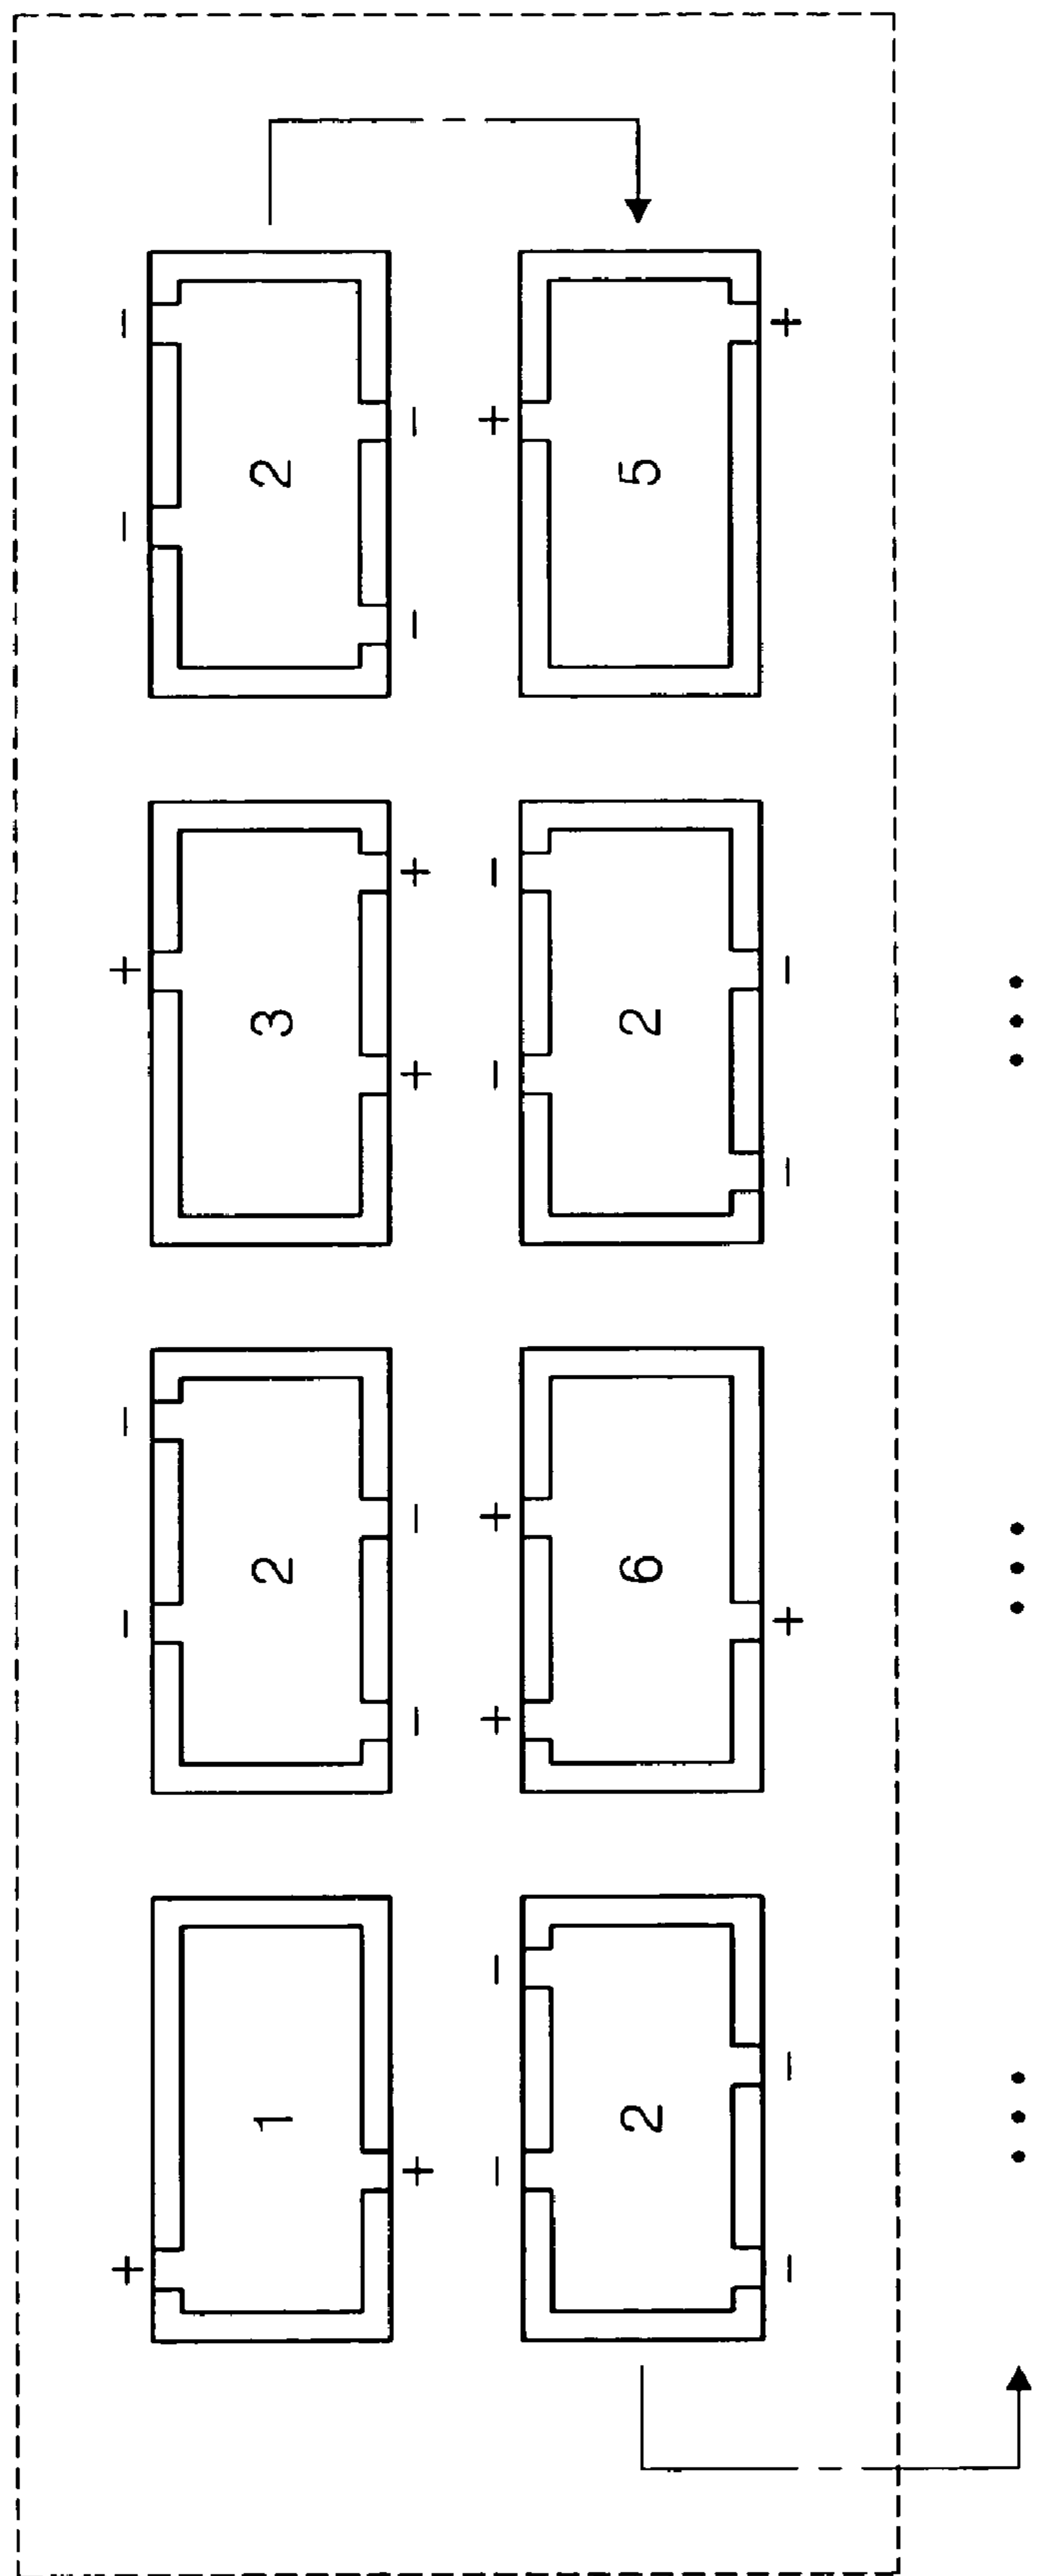 + − − + − −
1 2 3 2
+ − − + + − −
− − + + − − +
2 6 2 5
− − + − − +
... ... ...